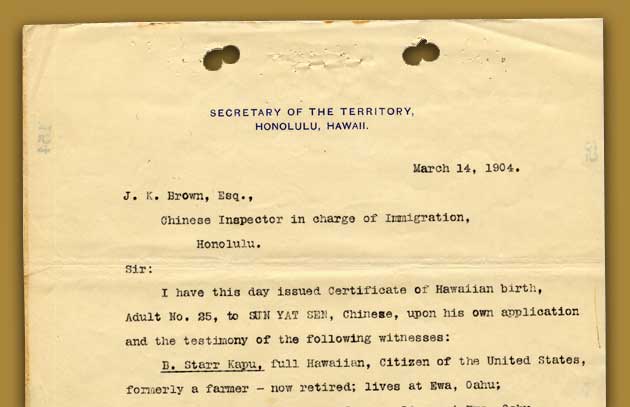 SECRETARY OF THE TERRITORY,
HONOLULU, HAWAII.
March 14, 1904.
J. K. Brown, Esq.,
Chinese Inspector in charge of Immigration,
Honolulu.
Sir:
I have this day issued Certificate of Hawaiian birth,
Adult No. 25, to SUN YAT SEN, Chinese, upon his own application
and the testimony of the following witnesses:
B. Starr Kapu, full Hawaiian, Citizen of the United States,
formerly a farmer - now retired; lives at Ewa, Oahu;